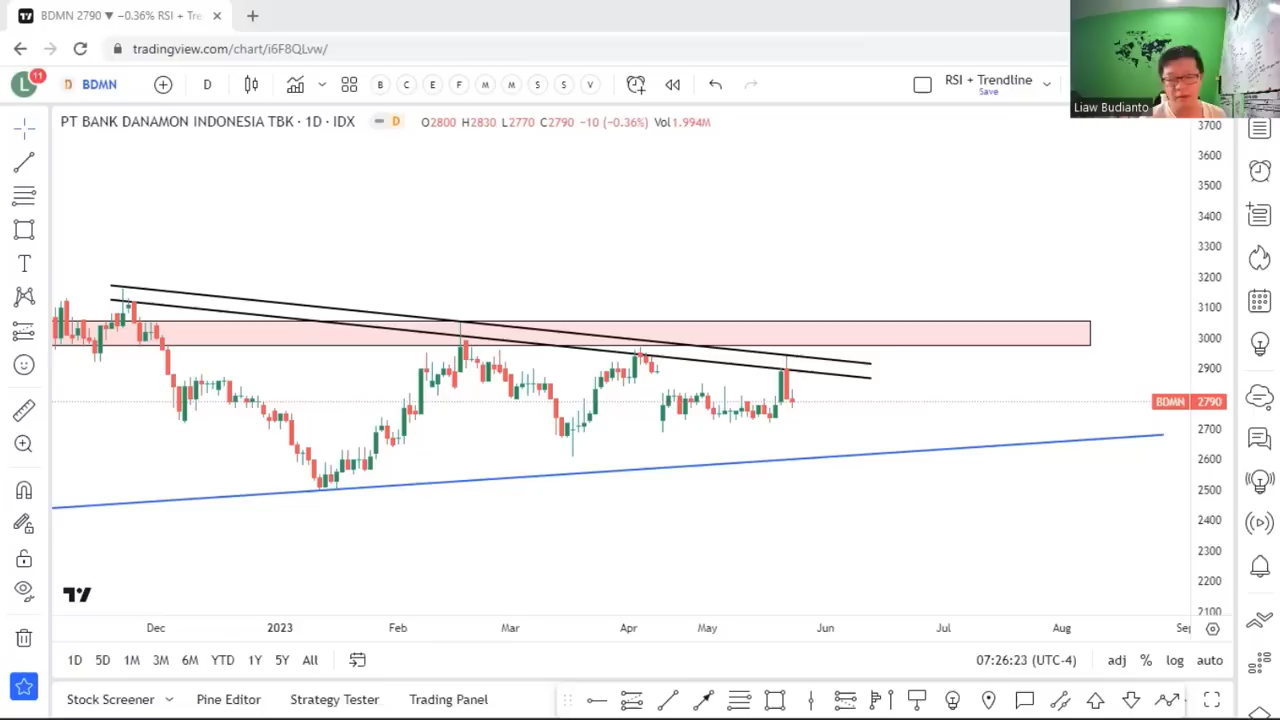 BDMN 2790 ▼ −0.36% RSI + Tre
tradingview.com/chart/i6F8QLvw/
L 11 D BDMN D B C E F M M S S V RSI + Trendline
Save
Liaw Budianto
PT BANK DANAMON INDONESIA TBK · 1D · IDX D O2800 H2830 L2770 C2790 −10 (−0.36%) Vol1.994M
3700
3600
3500
3400
3300
3200
3100
3000
2900
BDMN 2790
2700
2600
2500
2400
2300
2200
2100
Dec 2023 Feb Mar Apr May Jun Jul Aug Sep
1D 5D 1M 3M 6M YTD 1Y 5Y All 07:26:23 (UTC-4) adj % log auto
Stock Screener Pine Editor Strategy Tester Trading Panel